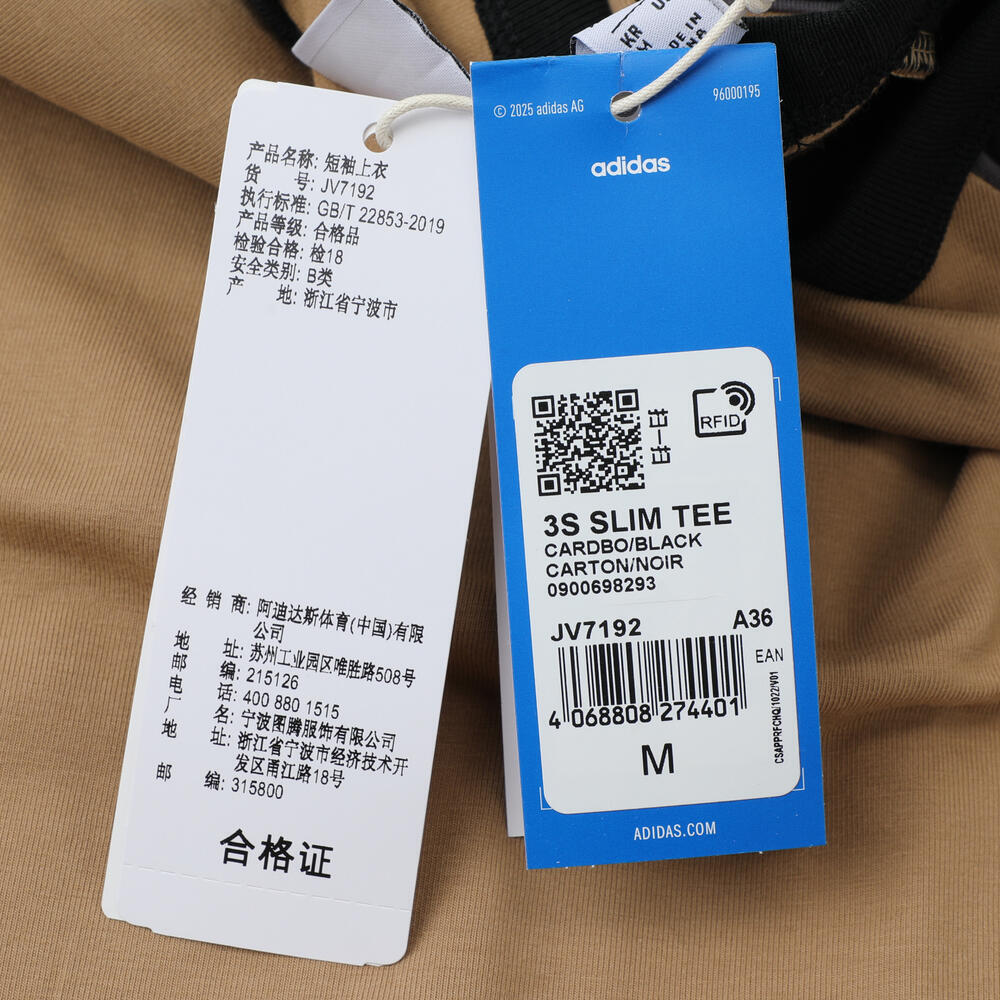 产品名称: 短袖上衣
货 号: JV7192
执行标准: GB/T 22853-2019
产品等级: 合格品
检验合格: 检18
安全类别: B类
产 地: 浙江省宁波市
经 销 商: 阿迪达斯体育(中国)有限
公司
地 址: 苏州工业园区唯胜路508号
邮 编: 215126
电 话: 400 880 1515
厂 名: 宁波图腾服饰有限公司
地 址: 浙江省宁波市经济技术开
发区甬江路18号
邮 编: 315800
合格证
KR
M
DE IN
© 2025 adidas AG
96000195
adidas
RFID
3S SLIM TEE
CARDBO/BLACK
CARTON/NOIR
0900698293
JV7192
A36
EAN
4 068808 274401
CSAPPRFCHQ/1022/V01
M
ADIDAS.COM